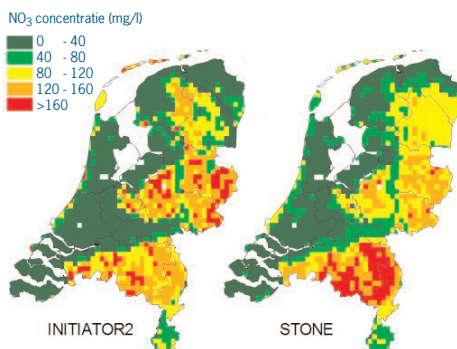 NO3 concentratie (mg/l)
0 - 40
40 - 80
80 - 120
120 - 160
>160
INITIATOR2
STONE